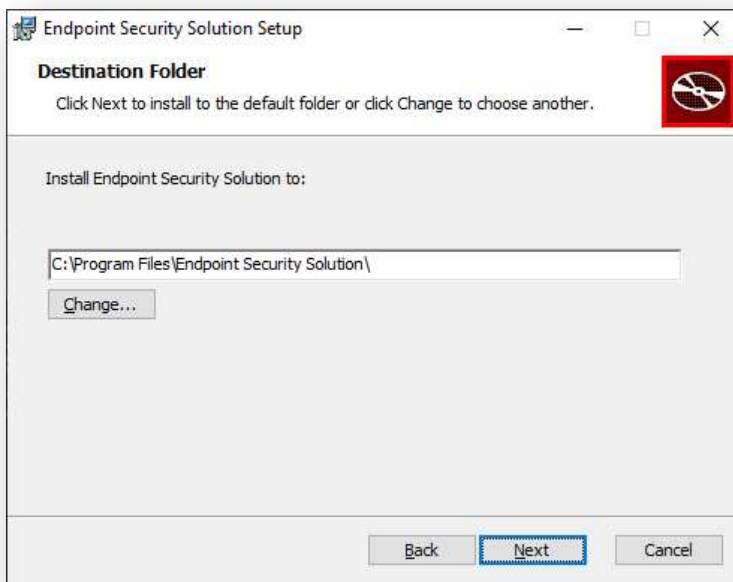 Endpoint Security Solution Setup
Destination Folder
Click Next to install to the default folder or click Change to choose another.
Install Endpoint Security Solution to:
C:\Program Files\Endpoint Security Solution\
Change...
Back Next Cancel